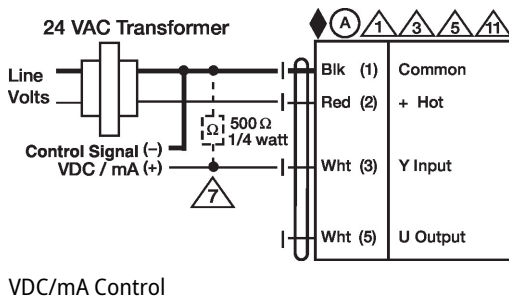 24 VAC Transformer
A 1 3 5 11
Line
Volts
Blk (1) Common
Red (2) + Hot
Ω 500 Ω
1/4 watt
Control Signal (–)
VDC / mA (+)
Wht (3) Y Input
7
Wht (5) U Output
VDC/mA Control